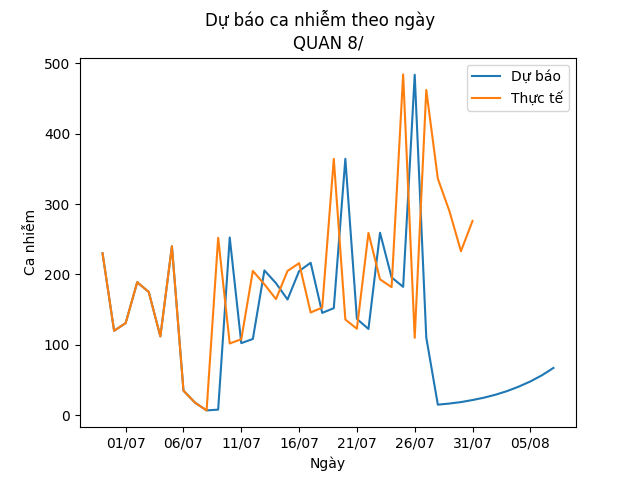 Dự báo ca nhiễm theo ngày
QUAN 8/
Dự báo
Thực tế
Ca nhiễm
500
400
300
200
100
0
01/07 06/07 11/07 16/07 21/07 26/07 31/07 05/08
Ngày